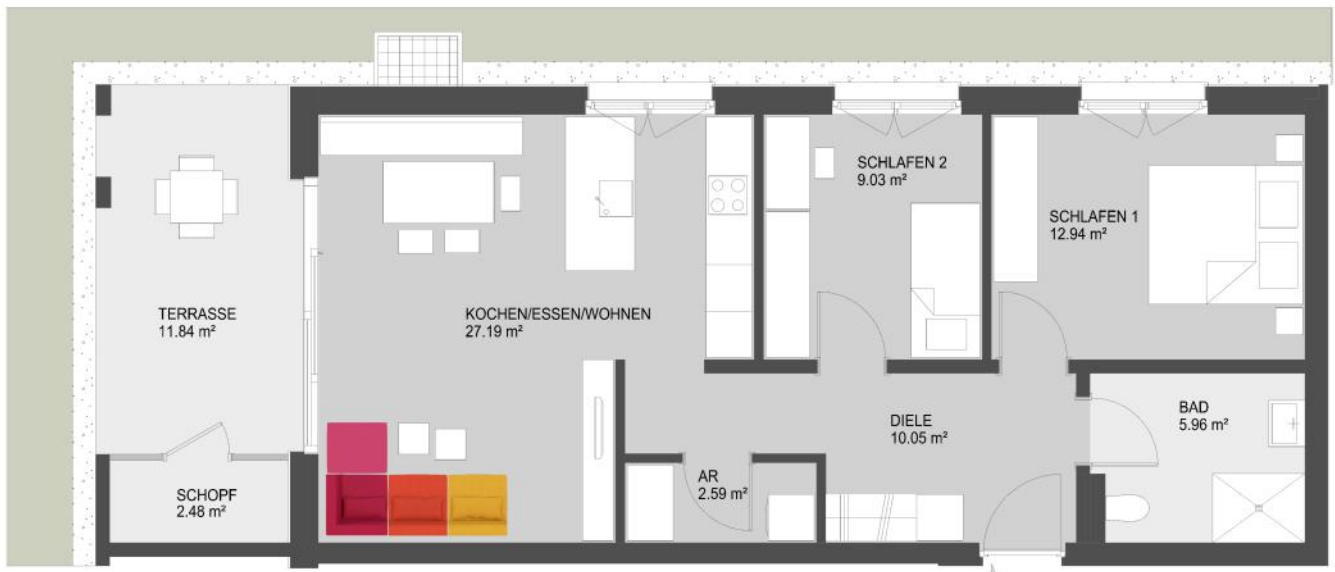 SCHLAFEN 2
9.03 m²
SCHLAFEN 1
12.94 m²
TERRASSE
11.84 m²
KOCHEN/ESSEN/WOHNEN
27.19 m²
BAD
5.96 m²
DIELE
10.05 m²
AR
2.59 m²
SCHOPF
2.48 m²